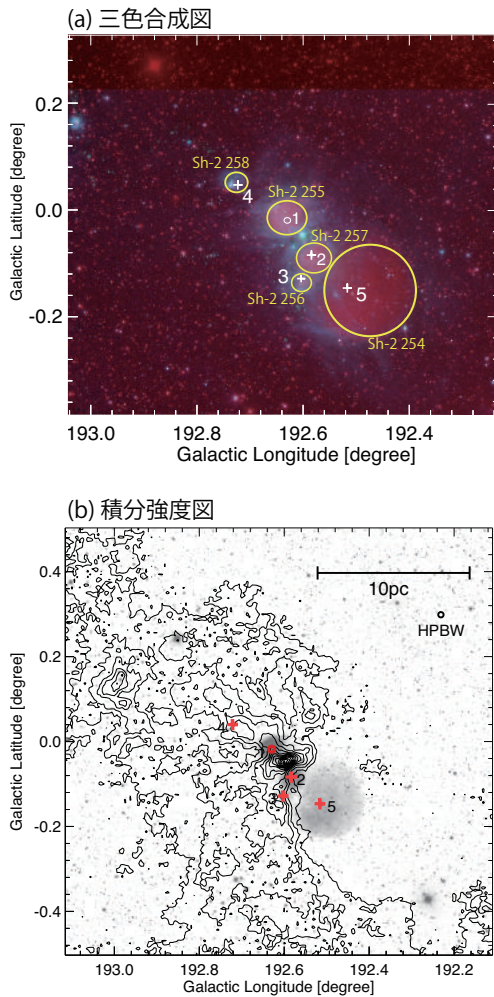 (a) 三色合成図
0.2
Sh-2 258
4
Sh-2 255
0.0
1
Sh-2 257
2
3
5
Sh-2 256
-0.2
Sh-2 254
193.0
192.8
192.6
192.4
Galactic Longitude [degree]
Galactic Latitude [degree]
(b) 積分強度図
0.4
10pc
HPBW
0.2
4
0.0
1
2
3
5
-0.2
-0.4
193.0
192.8
192.6
192.4
192.2
Galactic Longitude [degree]
Galactic Latitude [degree]